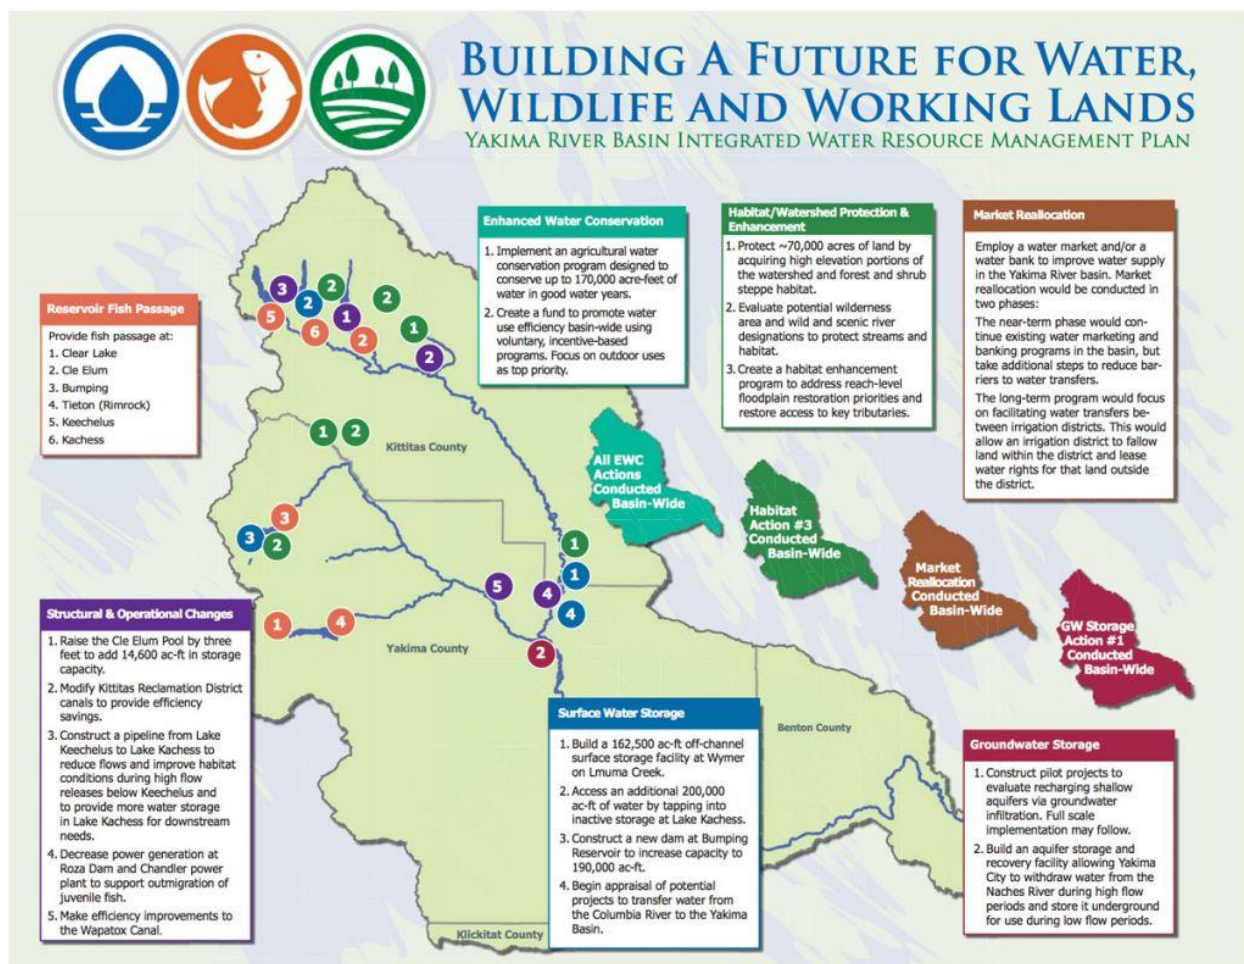 BUILDING A FUTURE FOR WATER,
WILDLIFE AND WORKING LANDS
YAKIMA RIVER BASIN INTEGRATED WATER RESOURCE MANAGEMENT PLAN
Reservoir Fish Passage
Provide fish passage at:
1. Clear Lake
2. Cle Elum
3. Bumping
4. Tieton (Rimrock)
5. Keechelus
6. Kachess
Enhanced Water Conservation
1. Implement an agricultural water
conservation program designed to
conserve up to 170,000 acre-feet of
water in good water years.
2. Create a fund to promote water
use efficiency basin-wide using
voluntary, incentive-based
programs. Focus on outdoor uses
as top priority.
Habitat/Watershed Protection &
Enhancement
1. Protect ~70,000 acres of land by
acquiring high elevation portions of
the watershed and forest and shrub
steppe habitat.
2. Evaluate potential wilderness
area and wild and scenic river
designations to protect streams and
habitat.
3. Create a habitat enhancement
program to address reach-level
floodplain restoration priorities and
restore access to key tributaries.
Market Reallocation
Employ a water market and/or a
water bank to improve water supply
in the Yakima River basin. Market
reallocation would be conducted in
two phases:
The near-term phase would con-
tinue existing water marketing and
banking programs in the basin, but
take additional steps to reduce bar-
riers to water transfers.
The long-term program would focus
on facilitating water transfers be-
tween irrigation districts. This would
allow an irrigation district to fallow
land within the district and lease
water rights for that land outside
the district.
3
2
2
2
5
6
1
2
1
2
1
2
Kittitas County
3
3
2
1
4
5
1
1
4
4
2
Yakima County
Benton County
Klickitat County
All EWC
Actions
Conducted
Basin-Wide
Habitat
Action #3
Conducted
Basin-Wide
Market
Reallocation
Conducted
Basin-Wide
GW Storage
Action #1
Conducted
Basin-Wide
Structural & Operational Changes
1. Raise the Cle Elum Pool by three
feet to add 14,600 ac-ft in storage
capacity.
2. Modify Kittitas Reclamation District
canals to provide efficiency
savings.
3. Construct a pipeline from Lake
Keechelus to Lake Kachess to
reduce flows and improve habitat
conditions during high flow
releases below Keechelus and
to provide more water storage
in Lake Kachess for downstream
needs.
4. Decrease power generation at
Roza Dam and Chandler power
plant to support outmigration of
juvenile fish.
5. Make efficiency improvements to
the Wapatox Canal.
Surface Water Storage
1. Build a 162,500 ac-ft off-channel
surface storage facility at Wymer
on Lmuma Creek.
2. Access an additional 200,000
ac-ft of water by tapping into
inactive storage at Lake Kachess.
3. Construct a new dam at Bumping
Reservoir to increase capacity to
190,000 ac-ft.
4. Begin appraisal of potential
projects to transfer water from
the Columbia River to the Yakima
Basin.
Groundwater Storage
1. Construct pilot projects to
evaluate recharging shallow
aquifers via groundwater
infiltration. Full scale
implementation may follow.
2. Build an aquifer storage and
recovery facility allowing Yakima
City to withdraw water from the
Naches River during high flow
periods and store it underground
for use during low flow periods.